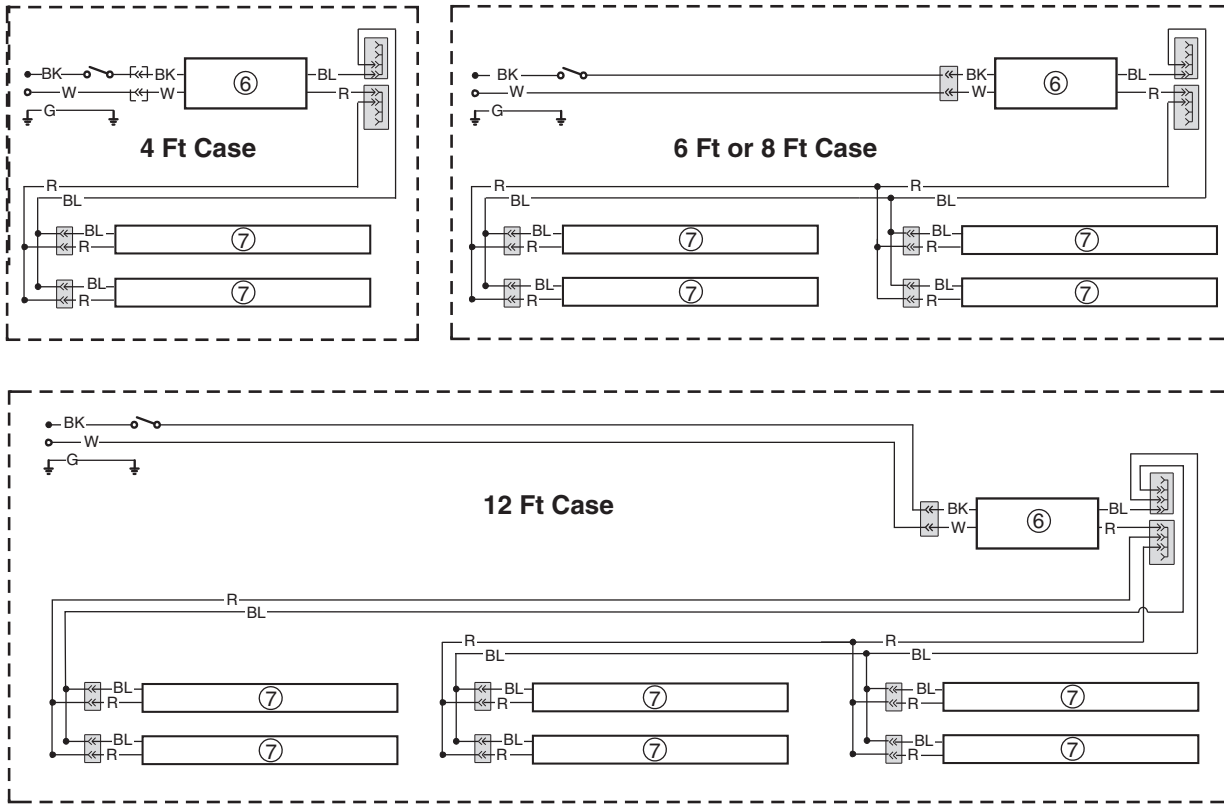 BK BK ⑥ BL
W W R
G
4 Ft Case
R
BL
BL ⑦
R
BL ⑦
R
BK BK ⑥ BL
W W R
G
6 Ft or 8 Ft Case
R R
BL BL
BL ⑦ BL ⑦
R R
BL ⑦ BL ⑦
R R
BK
W
G
12 Ft Case
BK ⑥ BL
W R
R
BL
R R
BL BL
BL ⑦ BL ⑦ BL ⑦
R R R
BL ⑦ BL ⑦ BL ⑦
R R R